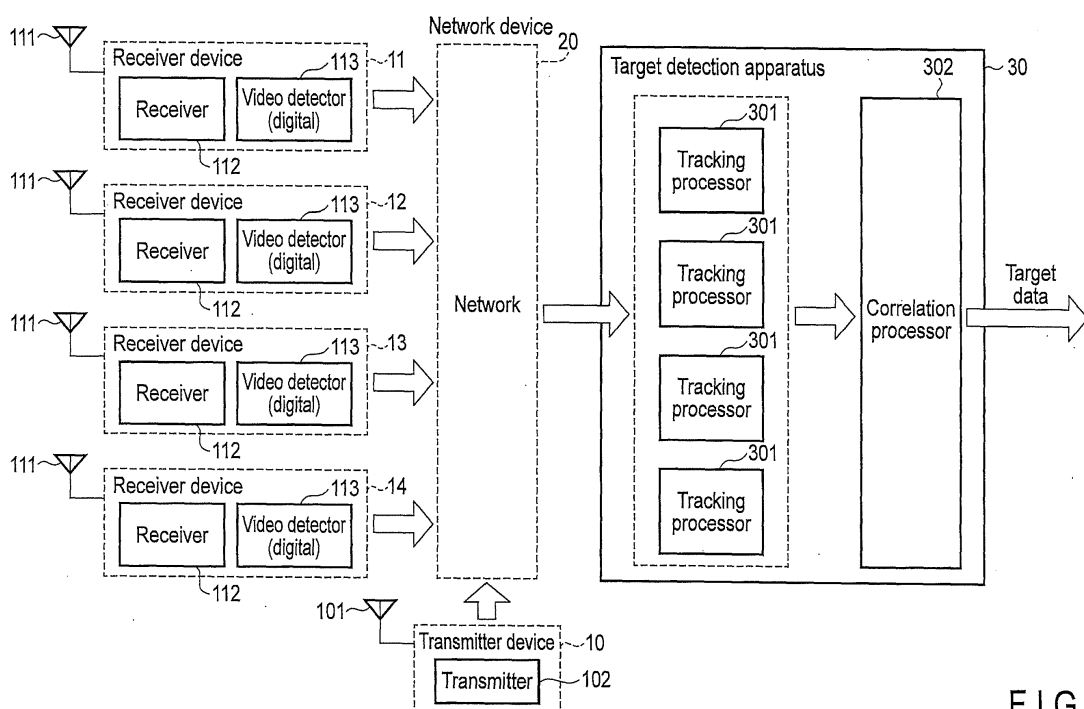 Network device
20
111
Receiver device
113
11
Receiver
Video detector
(digital)
112
111
Receiver device
113
12
Receiver
Video detector
(digital)
112
111
Receiver device
113
13
Receiver
Video detector
(digital)
112
111
Receiver device
113
14
Receiver
Video detector
(digital)
112
Network
101
Transmitter device
10
Transmitter
102
Target detection apparatus
302
30
301
Tracking
processor
301
Tracking
processor
301
Tracking
processor
301
Tracking
processor
Correlation
processor
Target
data
FIG